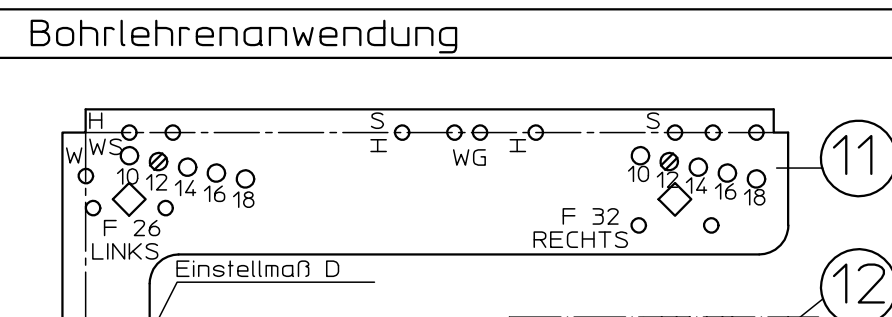 Bohrlehrenanwendung
H S S
W WS I WG I 11
10 12 14 16 18 10 12 14 16 18
F 26 F 32
LINKS RECHTS
Einstellmaß D
12